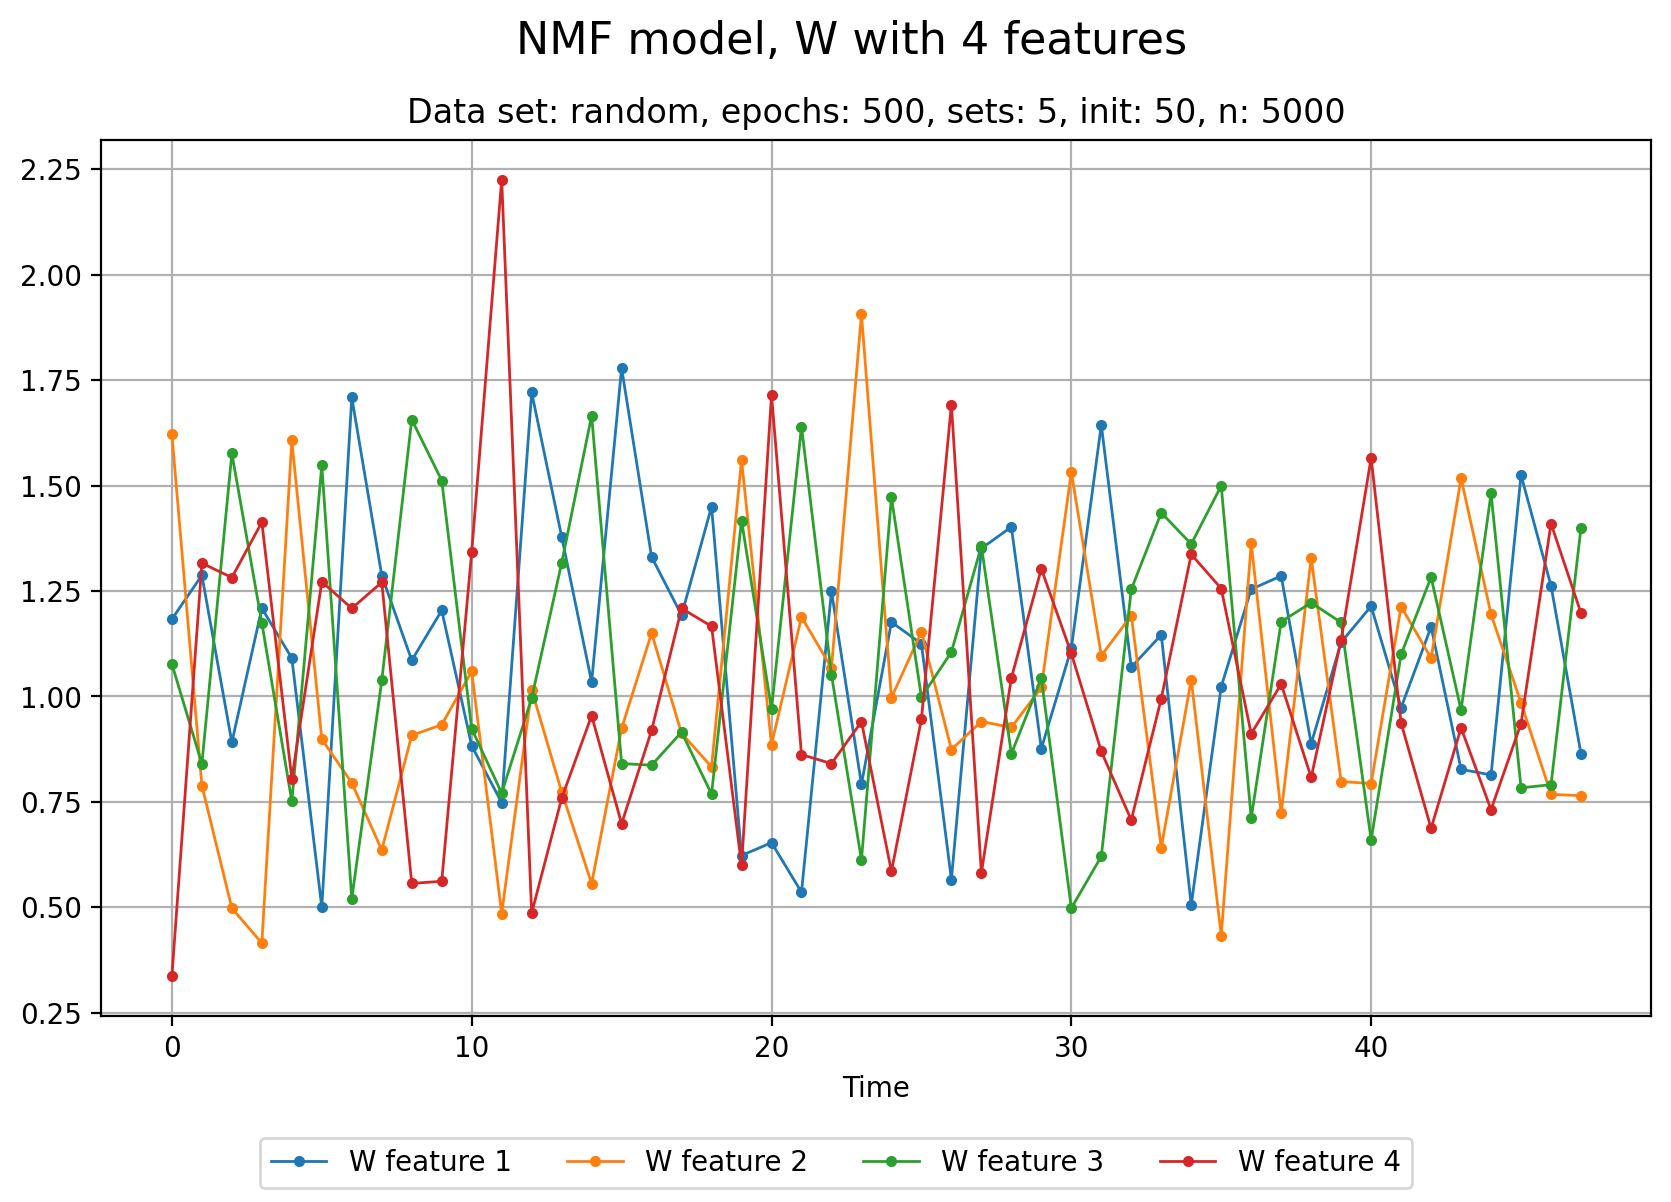 NMF model, W with 4 features
Data set: random, epochs: 500, sets: 5, init: 50, n: 5000
2.25
2.00
1.75
1.50
1.25
1.00
0.75
0.50
0.25
0 10 20 30 40
Time
W feature 1 W feature 2 W feature 3 W feature 4